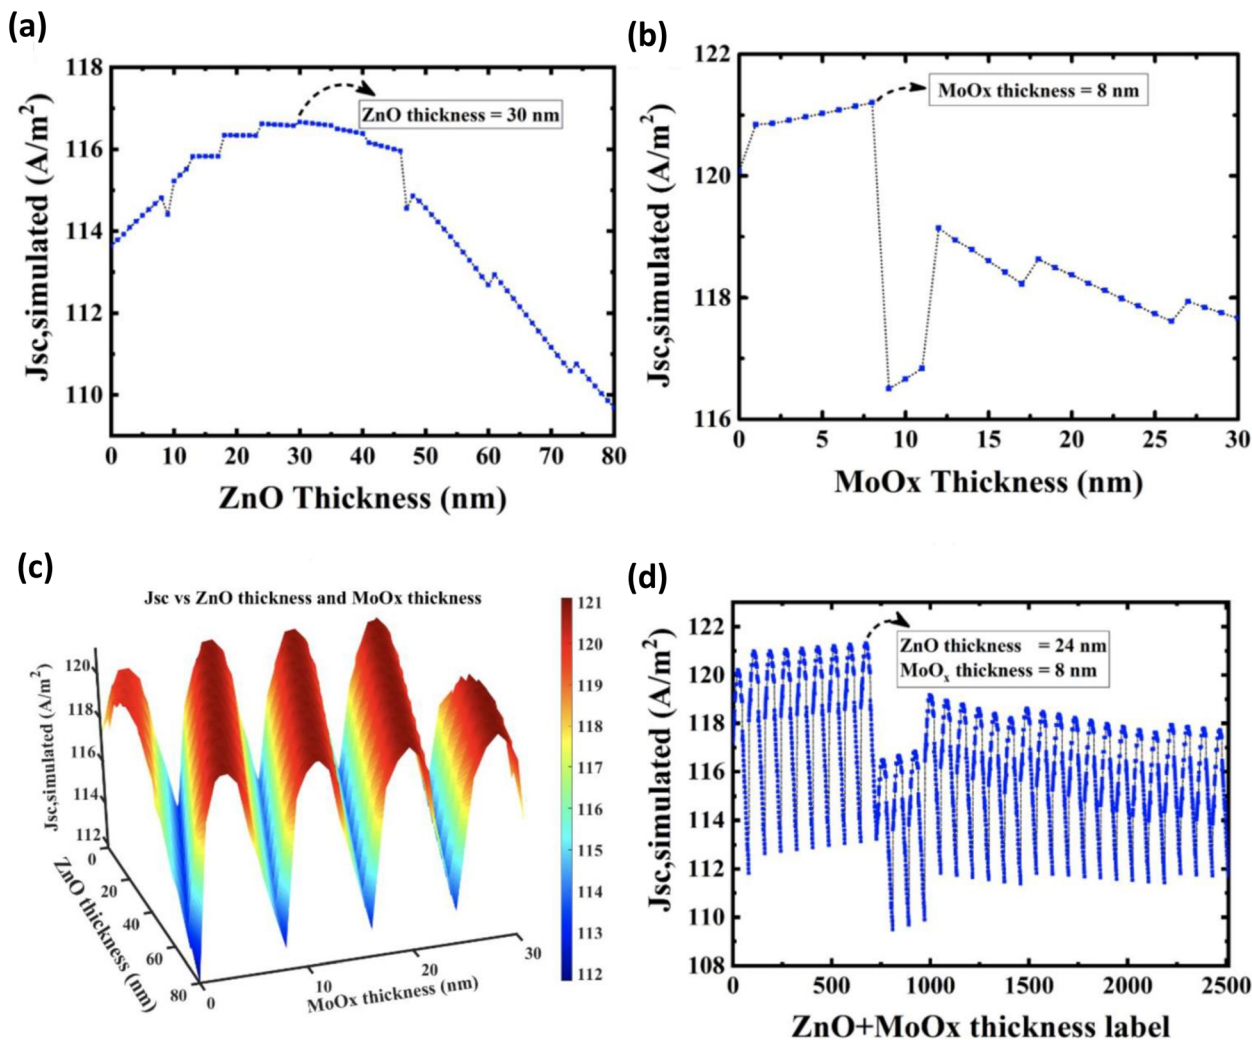 (a)
118
116
114
112
110
Jsc,simulated (A/m²)
ZnO thickness = 30 nm
0 10 20 30 40 50 60 70 80
ZnO Thickness (nm)
(b)
122
120
118
116
Jsc,simulated (A/m²)
MoOx thickness = 8 nm
0 5 10 15 20 25 30
MoOx Thickness (nm)
(c)
Jsc vs ZnO thickness and MoOx thickness
120
118
116
114
112
Jsc,simulated (A/m²)
0
20
40
60
80
ZnO thickness (nm)
0
10
20
30
MoOx thickness (nm)
121
120
119
118
117
116
115
114
113
112
(d)
122
120
118
116
114
112
110
108
Jsc,simulated (A/m²)
ZnO thickness = 24 nm
MoOₓ thickness = 8 nm
0 500 1000 1500 2000 2500
ZnO+MoOx thickness label